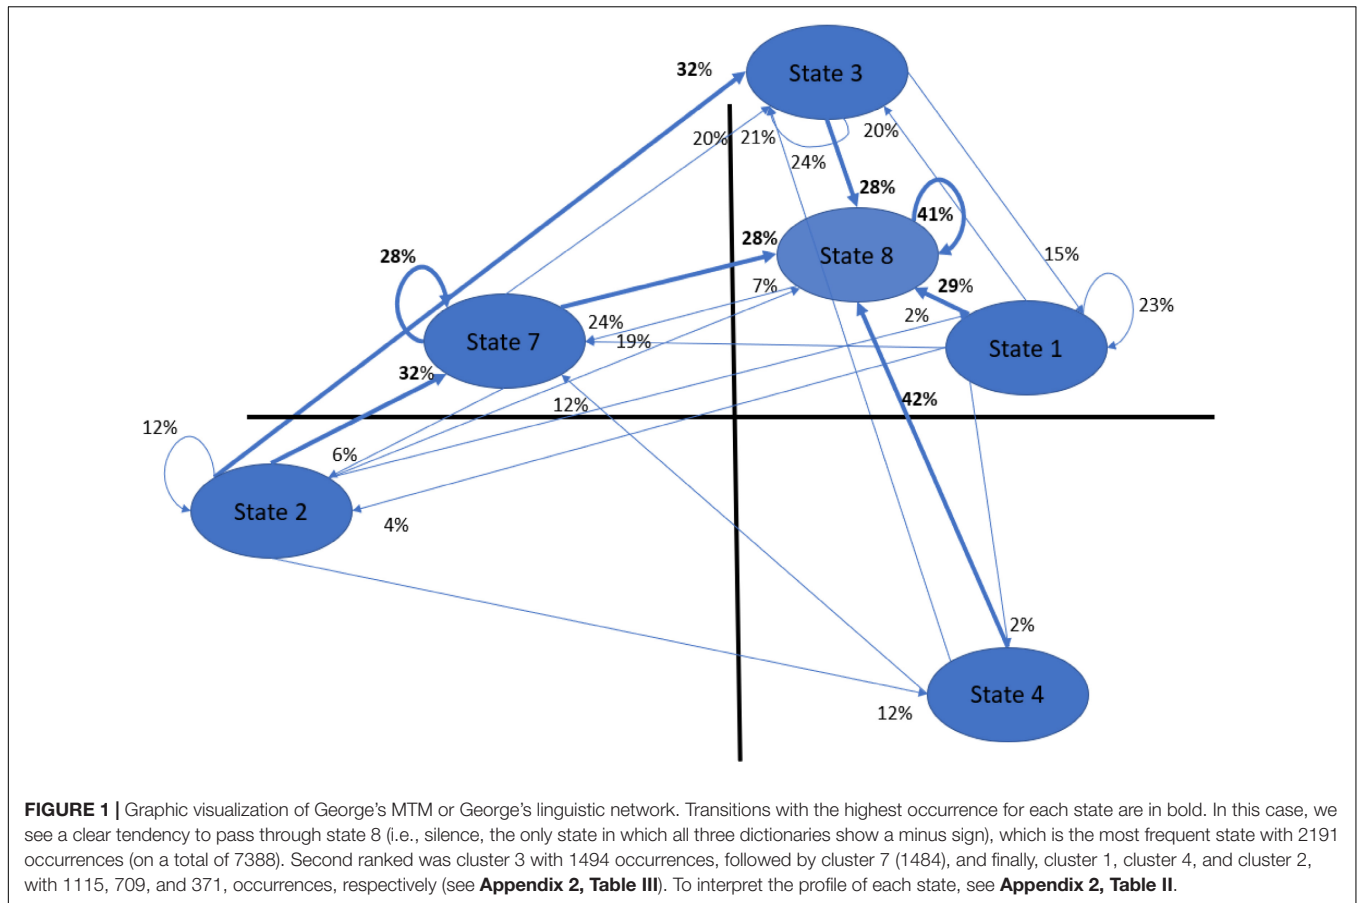 32%
State 3
20%
21%
20%
24%
28%
41%
28%
State 8
28%
15%
7%
29%
23%
24%
2%
State 7
19%
State 1
32%
42%
12%
12%
6%
State 2
4%
2%
State 4
12%
FIGURE 1 | Graphic visualization of George's MTM or George's linguistic network. Transitions with the highest occurrence for each state are in bold. In this case, we
see a clear tendency to pass through state 8 (i.e., silence, the only state in which all three dictionaries show a minus sign), which is the most frequent state with 2191
occurrences (on a total of 7388). Second ranked was cluster 3 with 1494 occurrences, followed by cluster 7 (1484), and finally, cluster 1, cluster 4, and cluster 2,
with 1115, 709, and 371, occurrences, respectively (see Appendix 2, Table III). To interpret the profile of each state, see Appendix 2, Table II.